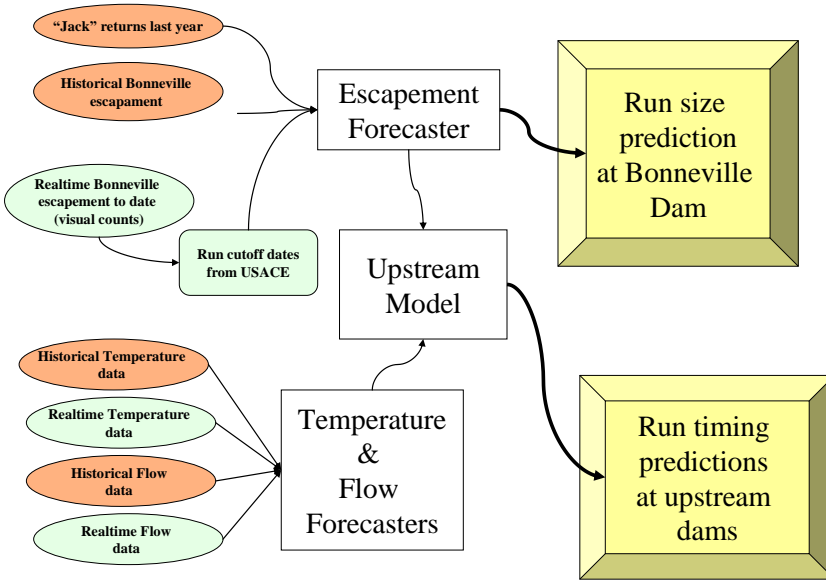 “Jack” returns last year
Historical Bonneville
escapament
Escapement
Forecaster
Run size
prediction
at Bonneville
Dam
Realtime Bonneville
escapement to date
(visual counts)
Run cutoff dates
from USACE
Upstream
Model
Historical Temperature
data
Realtime Temperature
data
Historical Flow
data
Realtime Flow
data
Temperature
&
Flow
Forecasters
Run timing
predictions
at upstream
dams